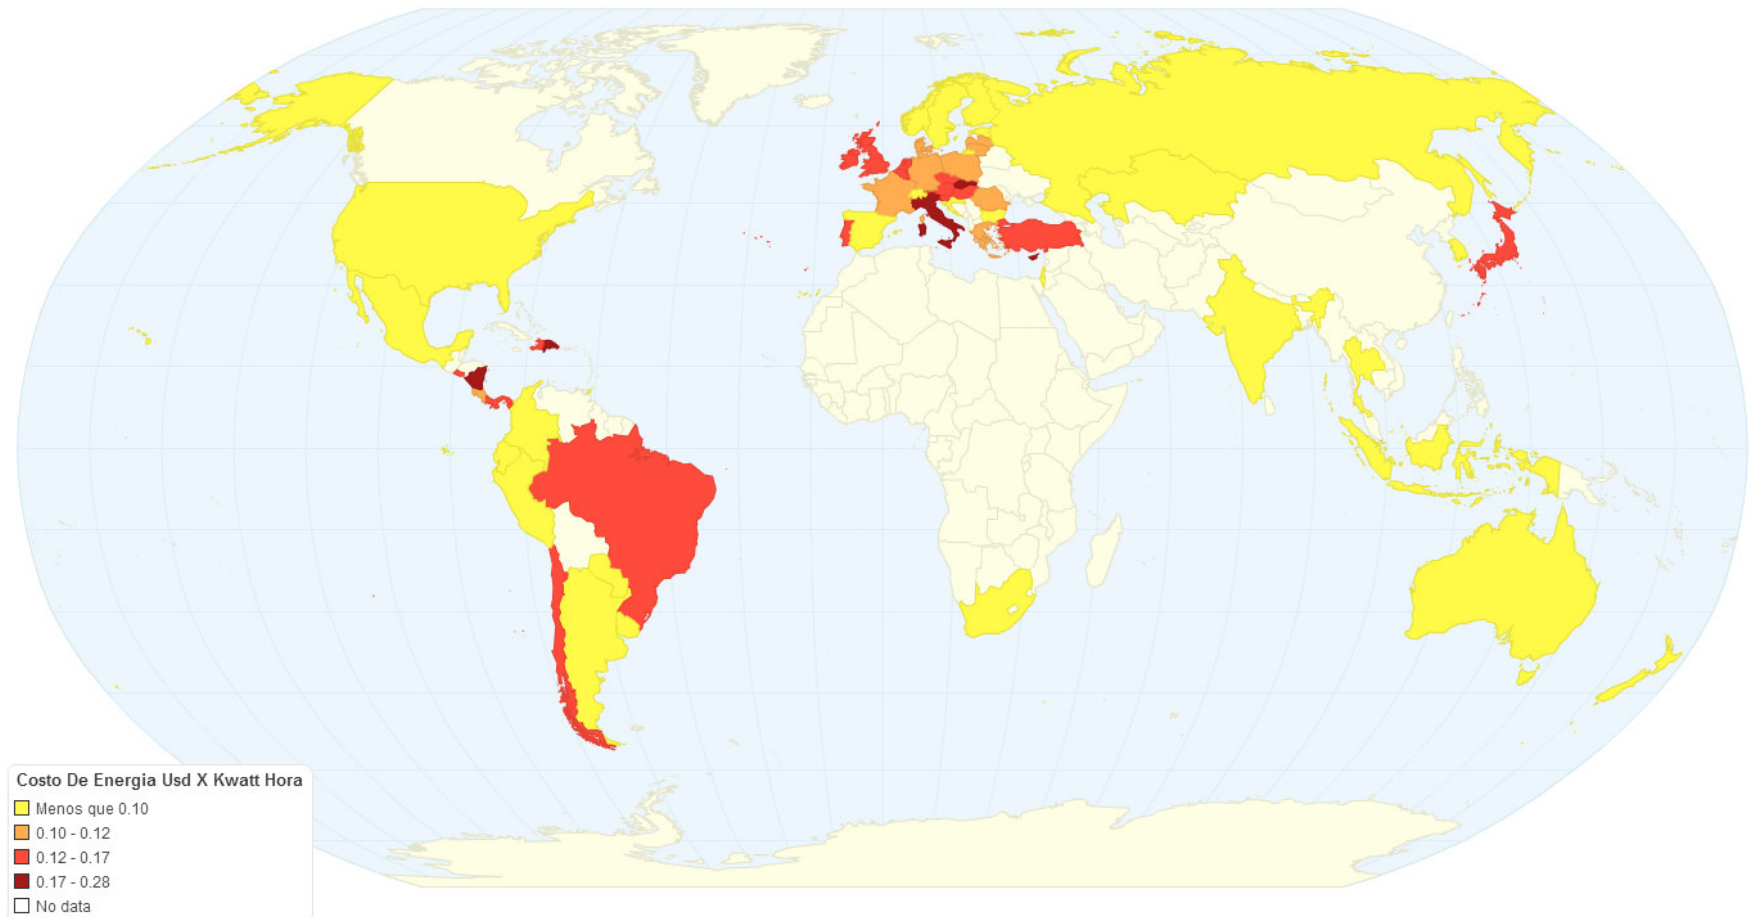 Costo De Energia Usd X Kwatt Hora
Menos que 0.10
0.10 - 0.12
0.12 - 0.17
0.17 - 0.28
No data